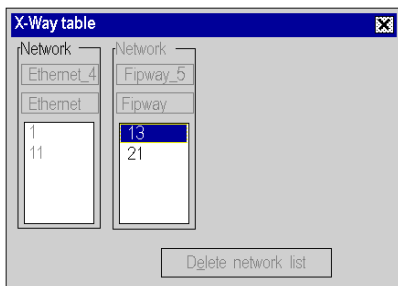 X-Way table
Network
Ethernet_4
Ethernet
1
11
Network
Fipway_5
Fipway
13
21
Delete network list